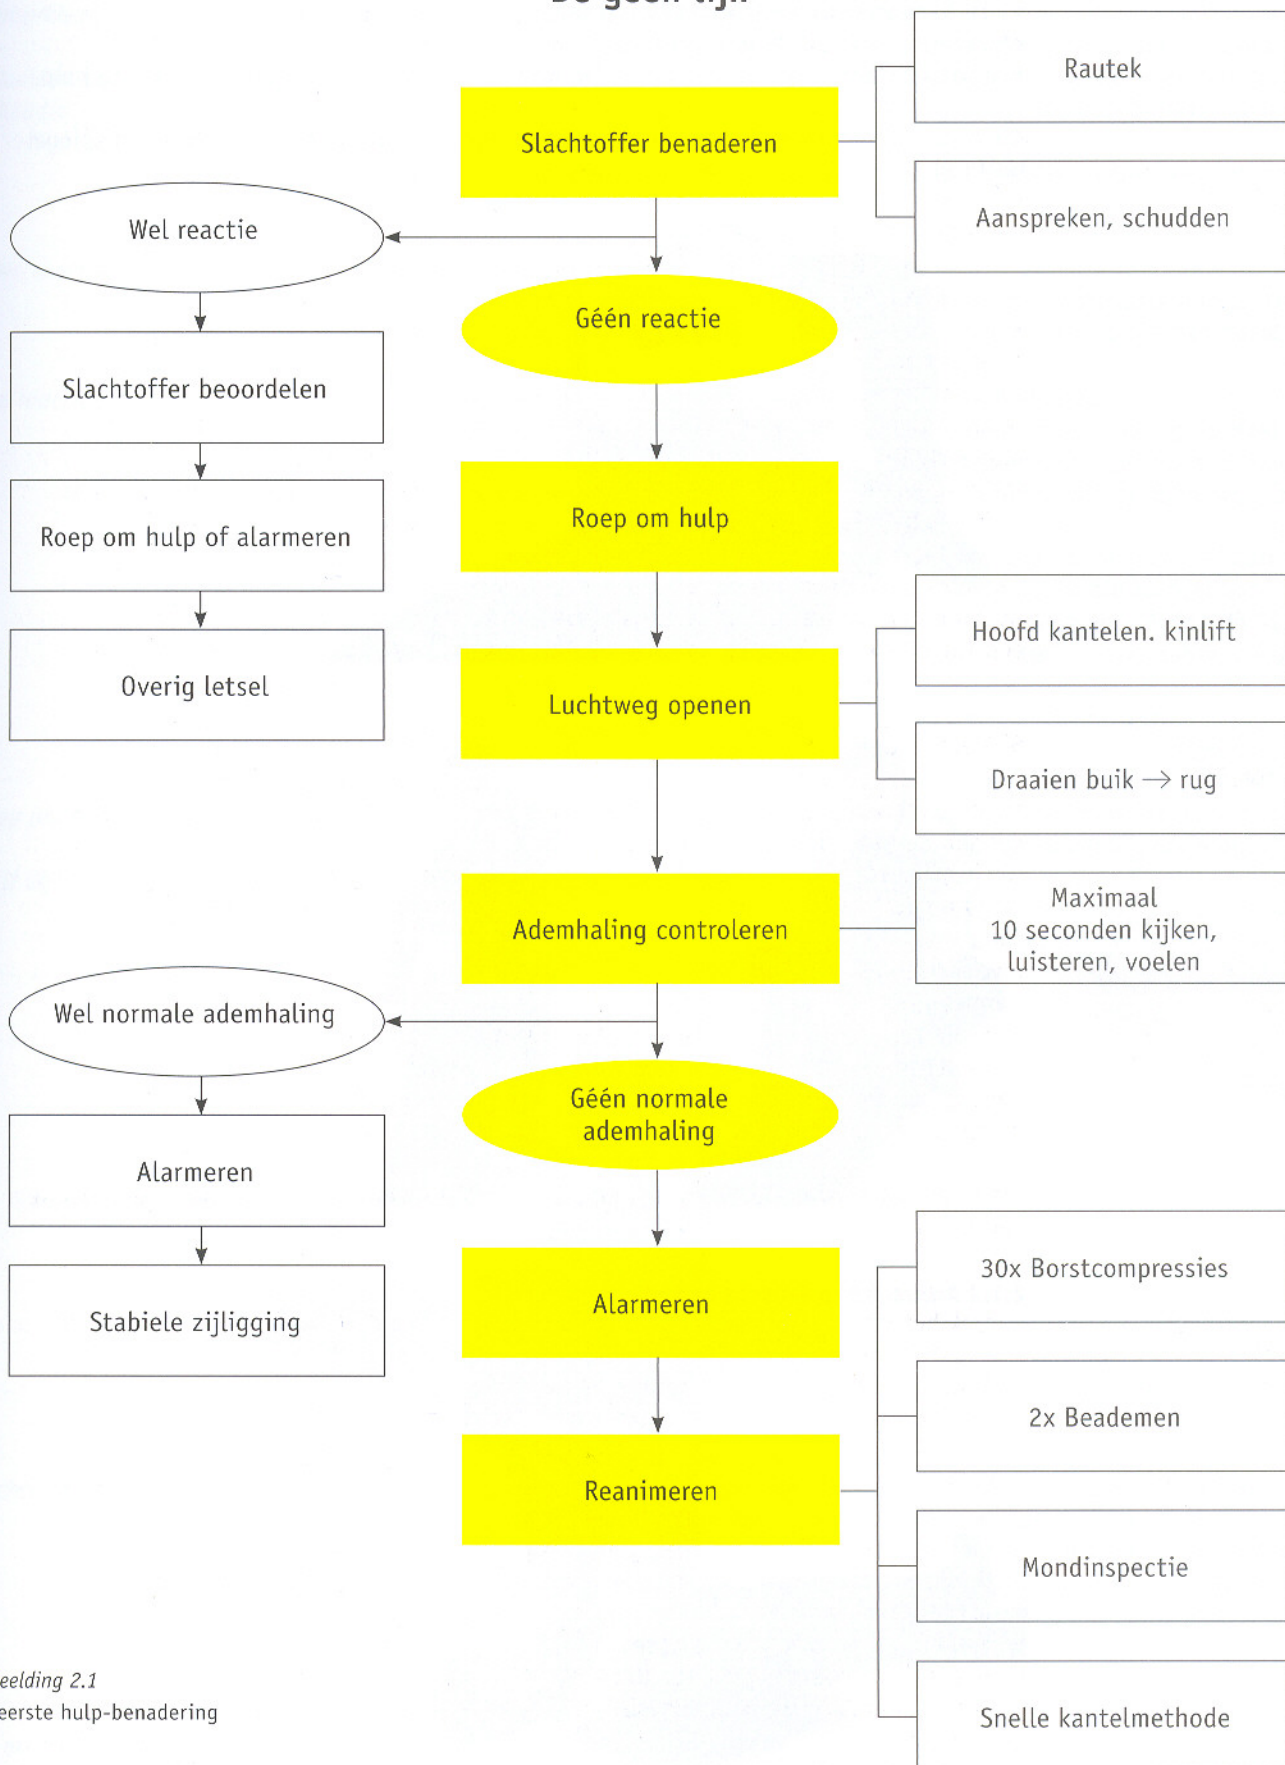 De géén lijn
Rautek
Slachtoffer benaderen
Aanspreken, schudden
Wel reactie
Géén reactie
Slachtoffer beoordelen
Roep om hulp
Roep om hulp of alarmeren
Hoofd kantelen. kinlift
Overig letsel
Luchtweg openen
Draaien buik → rug
Ademhaling controleren
Maximaal
10 seconden kijken,
luisteren, voelen
Wel normale ademhaling
Géén normale
ademhaling
Alarmeren
Stabiele zijligging
Alarmeren
30x Borstcompressies
2x Beademen
Reanimeren
Mondinspectie
Snelle kantelmethode
eelding 2.1
eerste hulp-benadering